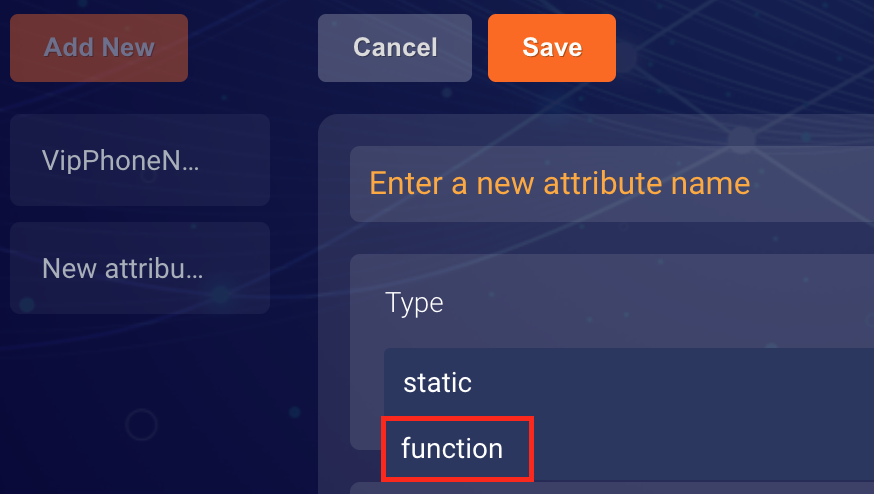 Add New
Cancel
Save
VipPhoneN...
New attribu...
Enter a new attribute name
Type
static
function